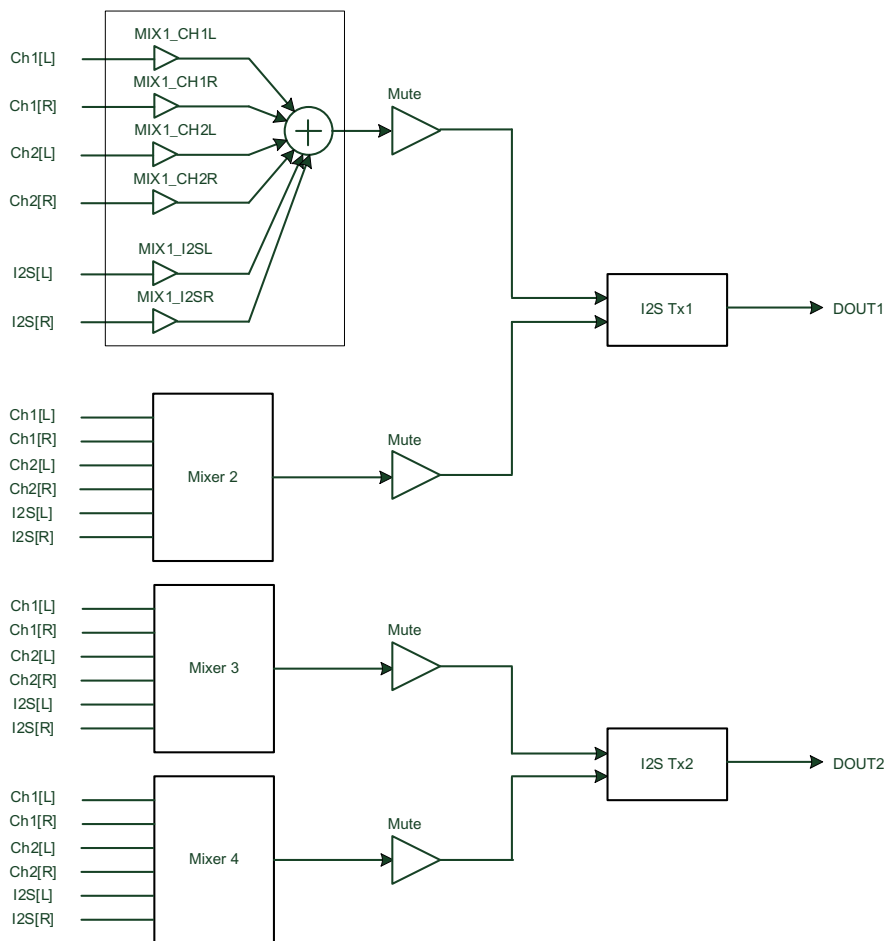 MIX1_CH1L
Ch1[L]
MIX1_CH1R
Ch1[R]
Mute
MIX1_CH2L
Ch2[L]
MIX1_CH2R
Ch2[R]
MIX1_I2SL
I2S[L]
MIX1_I2SR
I2S[R]
I2S Tx1
DOUT1
Ch1[L]
Ch1[R]
Ch2[L]
Ch2[R]
I2S[L]
I2S[R]
Mixer 2
Mute
Ch1[L]
Ch1[R]
Ch2[L]
Ch2[R]
I2S[L]
I2S[R]
Mixer 3
Mute
I2S Tx2
DOUT2
Ch1[L]
Ch1[R]
Ch2[L]
Ch2[R]
I2S[L]
I2S[R]
Mixer 4
Mute